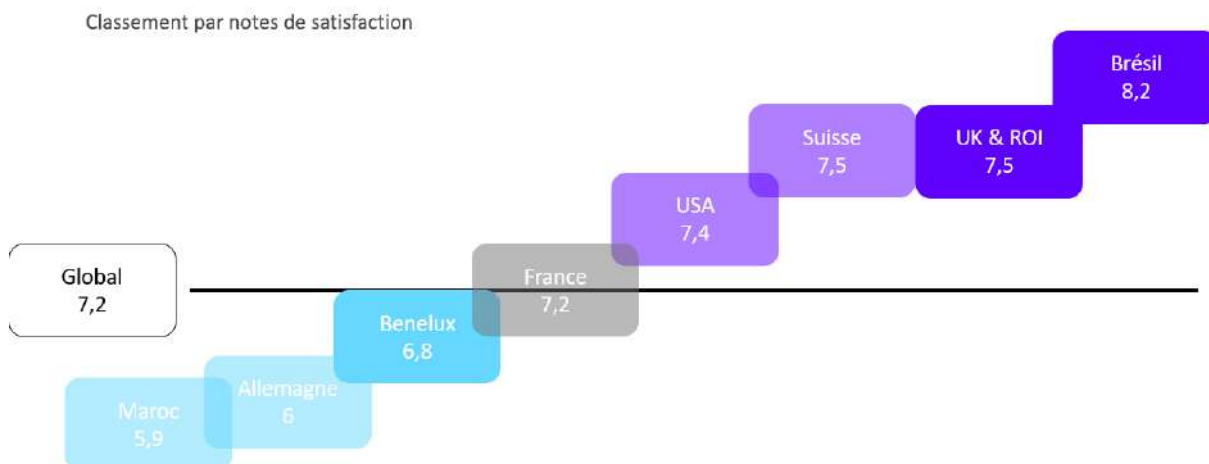 Classement par notes de satisfaction
Brésil
8,2
Suisse
7,5
UK & ROI
7,5
USA
7,4
Global
7,2
France
7,2
Benelux
6,8
Allemagne
6
Maroc
5,9